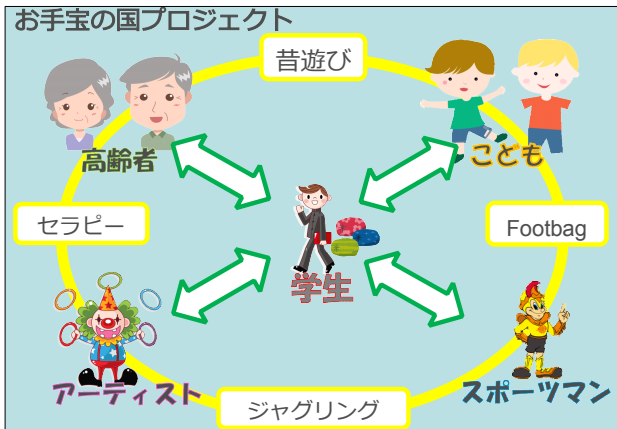 お手宝の国プロジェクト
昔遊び
高齢者
こども
セラピー
Footbag
学生
アーティスト
スポーツマン
ジャグリング